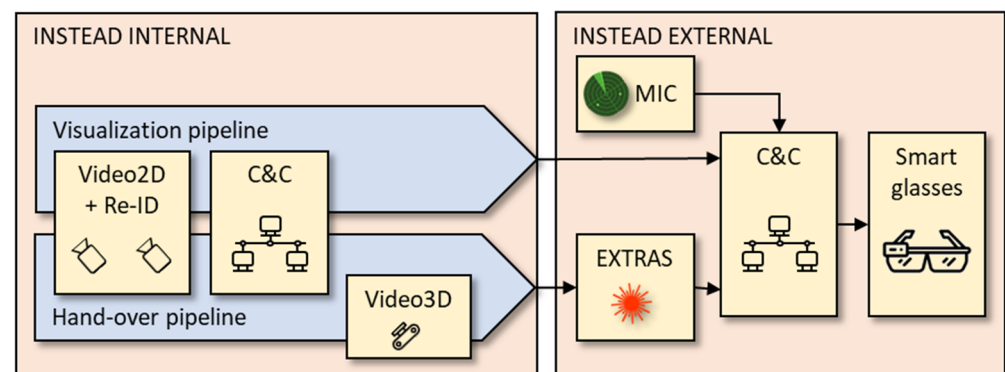 INSTEAD INTERNAL
Visualization pipeline
Video2D
+ Re-ID
C&C
Video3D
Hand-over pipeline
INSTEAD EXTERNAL
MIC
C&C
Smart
glasses
EXTRAS